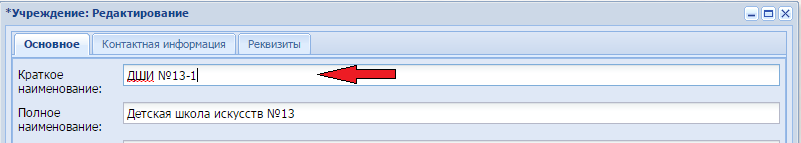 *Учреждение: Редактирование
Основное Контактная информация Реквизиты
Краткое наименование: ДШИ №13-1
Полное наименование: Детская школа искусств №13